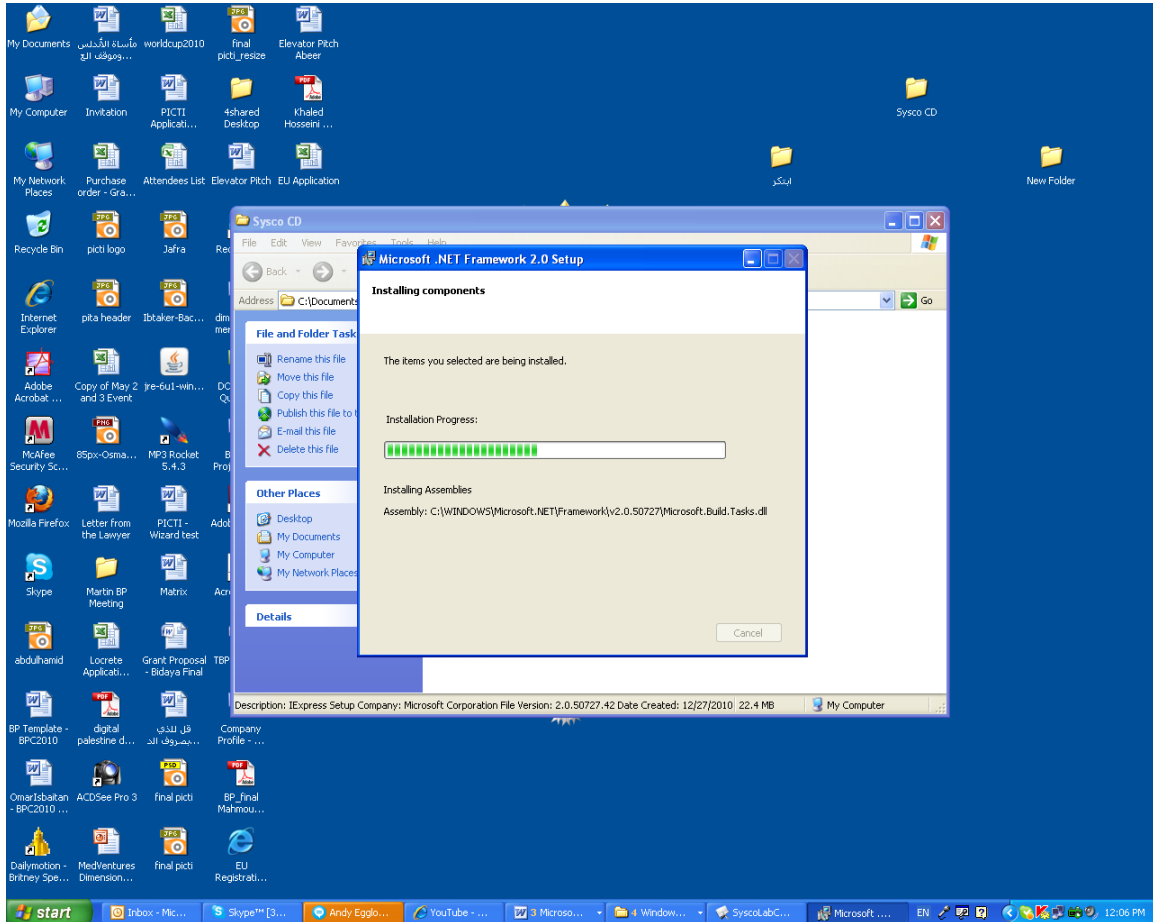 My Documents
مأساة الأندلس
وموقف الع...
worldcup2010
final
picti_resize
Elevator Pitch
Abeer
My Computer
Invitation
PICTI
Applicati...
4shared
Desktop
Khaled
Hosseini ...
Sysco CD
My Network
Places
Purchase
order - Gra...
Attendees List
Elevator Pitch
EU Application
ابتكر
New Folder
Recycle Bin
picti logo
Jafra
Internet
Explorer
pita header
Ibtaker-Bac...
Adobe
Acrobat ...
Copy of May 2
and 3 Event
jre-6u1-win...
McAfee
Security Sc...
85px-Osma...
MP3 Rocket
5.4.3
Mozilla Firefox
Letter from
the Lawyer
PICTI -
Wizard test
Skype
Martin BP
Meeting
Matrix
abdulhamid
Locrete
Applicati...
Grant Proposal
- Bidaya Final
TBP
BP Template -
BPC2010
digital
palestine d...
قل للذي
بصروف الد...
Company
Profile - ...
OmarIsbaitan
- BPC2010 ...
ACDSee Pro 3
final picti
BP_final
Mahmou...
Dailymotion -
Britney Spe...
MedVentures
Dimension...
final picti
EU
Registrati...
Sysco CD
File Edit View Favorites Tools Help
Back
Address C:\Documents
Go
File and Folder Task
Rename this file
Move this file
Copy this file
Publish this file to t
E-mail this file
Delete this file
Other Places
Desktop
My Documents
My Computer
My Network Places
Details
Description: IExpress Setup Company: Microsoft Corporation File Version: 2.0.50727.42 Date Created: 12/27/2010 22.4 MB
My Computer
Microsoft .NET Framework 2.0 Setup
Installing components
The items you selected are being installed.
Installation Progress:
Installing Assemblies
Assembly: C:\WINDOWS\Microsoft.NET\Framework\v2.0.50727\Microsoft.Build.Tasks.dll
Cancel
start
Inbox - Mic...
Skype™ [3...
Andy Egglo...
YouTube - ...
3 Microso...
4 Window...
SyscoLabC...
Microsoft ....
EN
12:06 PM